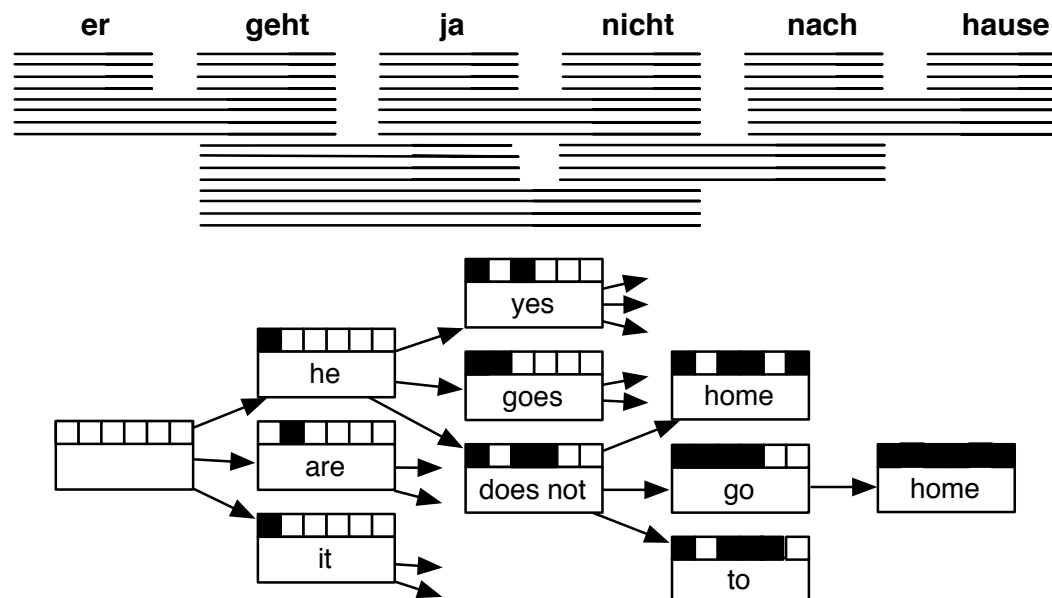 er geht ja nicht nach hause
yes
he
goes
home
are
does not
go
home
it
to